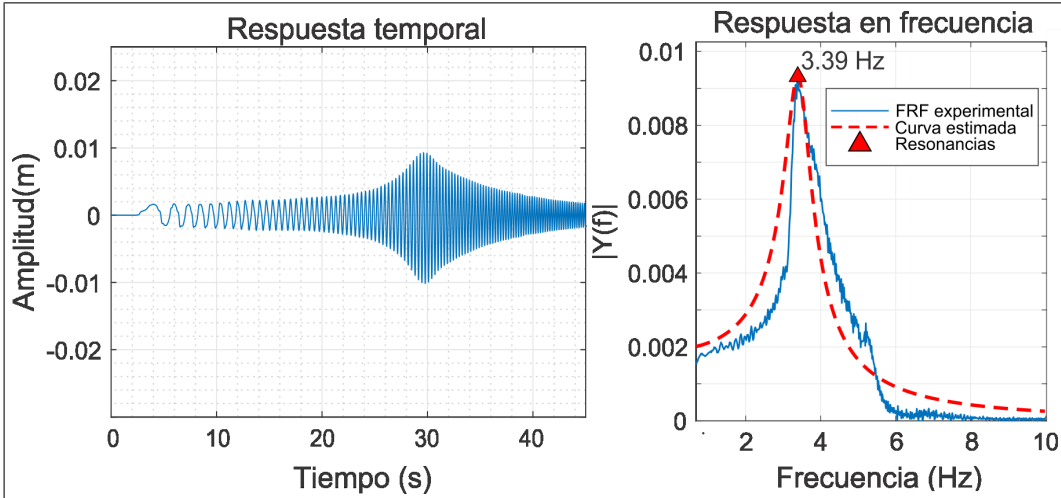 Respuesta temporal
Amplitud(m)
0.02
0.01
0
-0.01
-0.02
0
20
30
40
Tiempo (s)
Respuesta en frecuencia
3.39 Hz
FRF experimental
Curva estimada
Resonancias
|Y(f)|
0.01
0.008
0.006
0.004
0.002
0
2
4
6
8
10
Frecuencia (Hz)